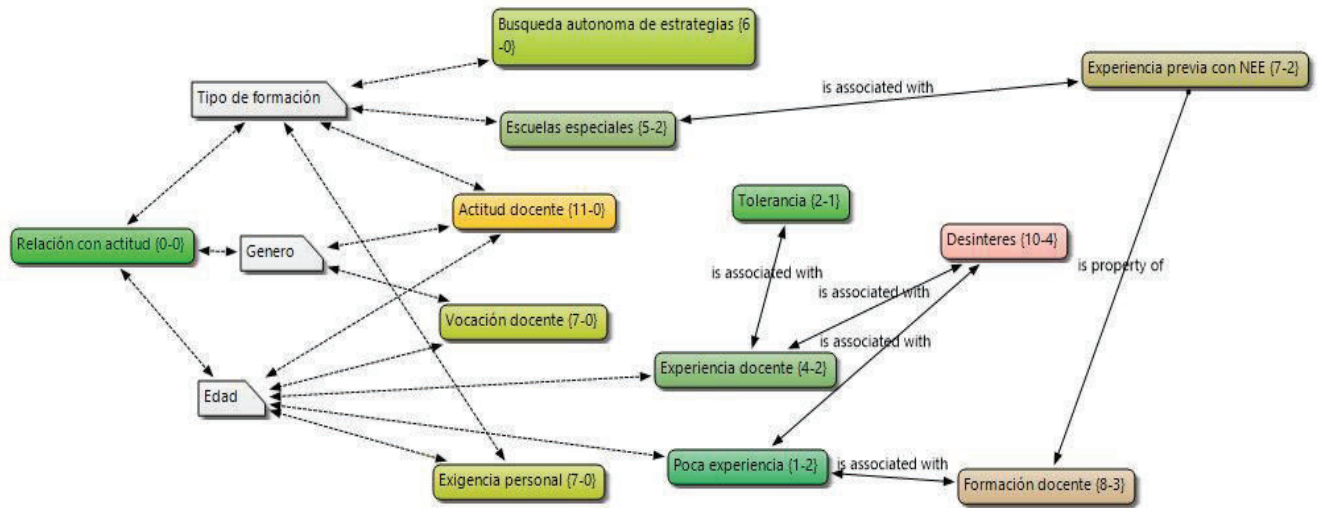 Busqueda autonoma de estrategias {6
-0}
Experiencia previa con NEE {7-2}
is associated with
Tipo de formación
Escuelas especiales {5-2}
Tolerancia {2-1}
Actitud docente {11-0}
Desinteres {10-4}
Relación con actitud {0-0}
Genero
is associated with
is property of
is associated with
Vocación docente {7-0}
is associated with
Experiencia docente {4-2}
Edad
Poca experiencia {1-2}
is associated with
Exigencia personal {7-0}
Formación docente {8-3}